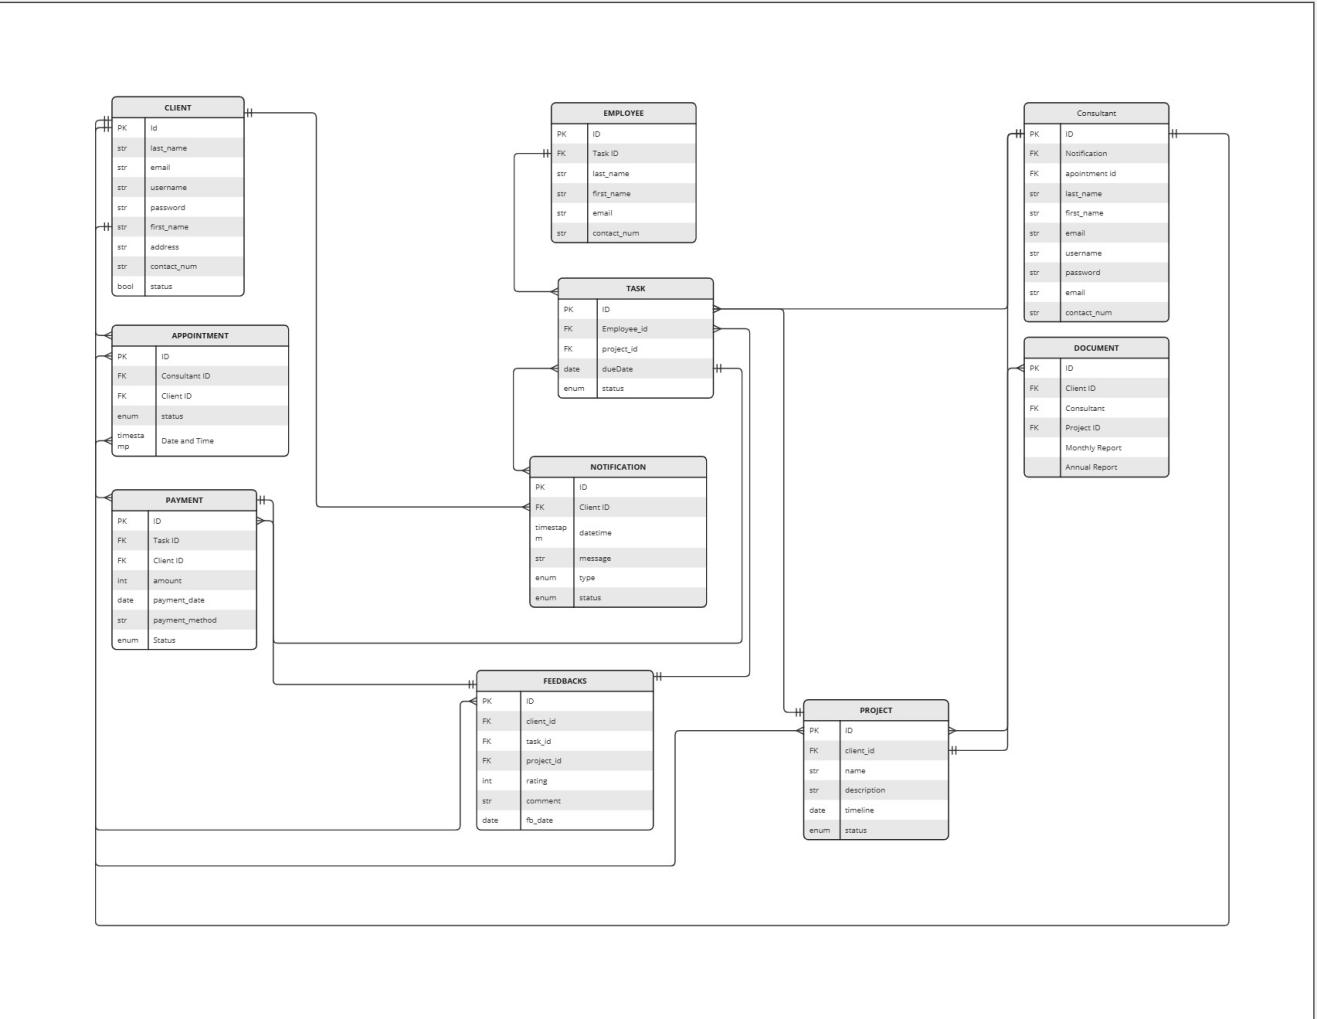 CLIENT
PK Id
str last_name
str email
str username
str password
str first_name
str address
str contact_num
bool status
APPOINTMENT
PK ID
FK Consultant ID
FK Client ID
enum status
timesta
mp Date and Time
PAYMENT
PK ID
FK Task ID
FK Client ID
int amount
date payment_date
str payment_method
enum Status
EMPLOYEE
PK ID
FK Task ID
str last_name
str first_name
str email
str contact_num
TASK
PK ID
FK Employee_id
FK project_id
date dueDate
enum status
NOTIFICATION
PK ID
FK Client ID
timestap
m datetime
str message
enum type
enum status
FEEDBACKS
PK ID
FK client_id
FK task_id
FK project_id
int rating
str comment
date fb_date
PROJECT
PK ID
FK client_id
str name
str description
date timeline
enum status
Consultant
PK ID
FK Notification
FK apointment id
str last_name
str first_name
str email
str username
str password
str email
str contact_num
DOCUMENT
PK ID
FK Client ID
FK Consultant
FK Project ID
Monthly Report
Annual Report